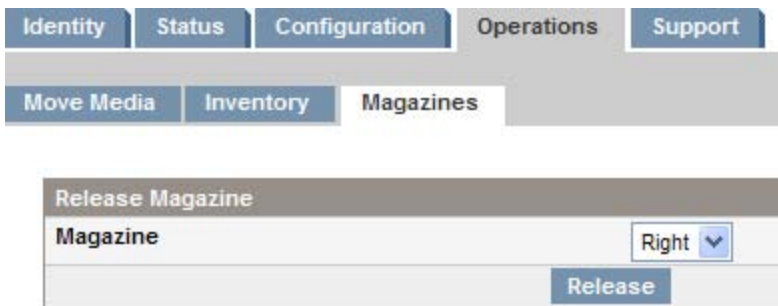 Identity Status Configuration Operations Support
Move Media Inventory Magazines
Release Magazine
Magazine Right
Release